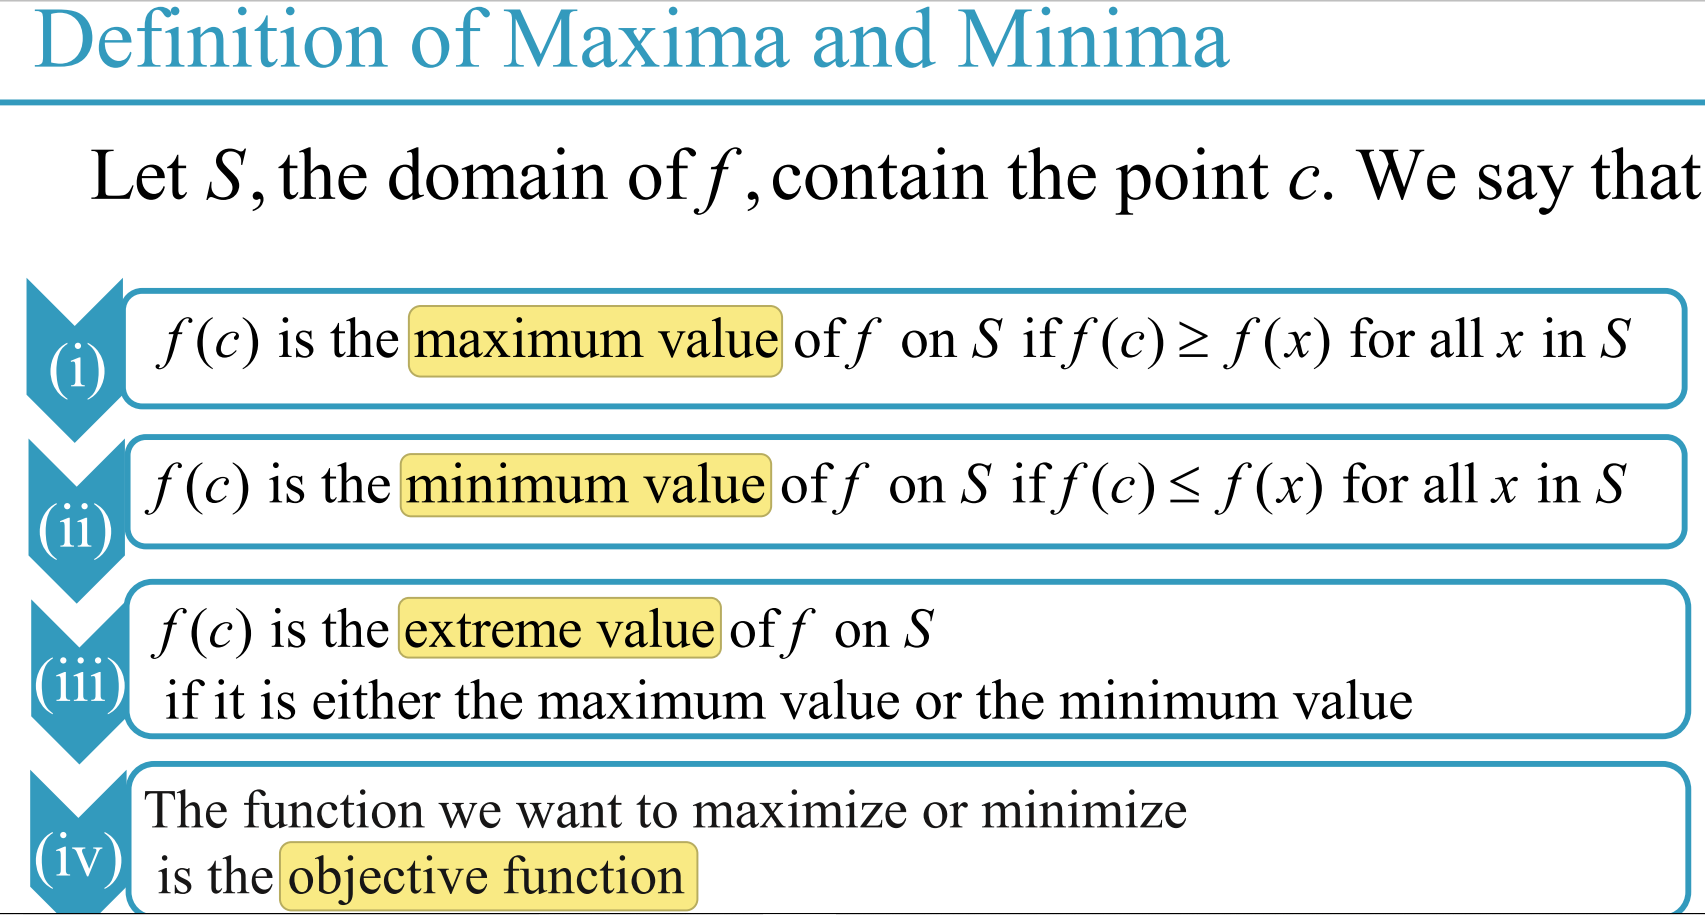 Definition of Maxima and Minima
Let S, the domain of f, contain the point c. We say that
(i) f(c) is the maximum value of f on S if f(c) ≥ f(x) for all x in S
(ii) f(c) is the minimum value of f on S if f(c) ≤ f(x) for all x in S
(iii) f(c) is the extreme value of f on S
if it is either the maximum value or the minimum value
(iv) The function we want to maximize or minimize
is the objective function